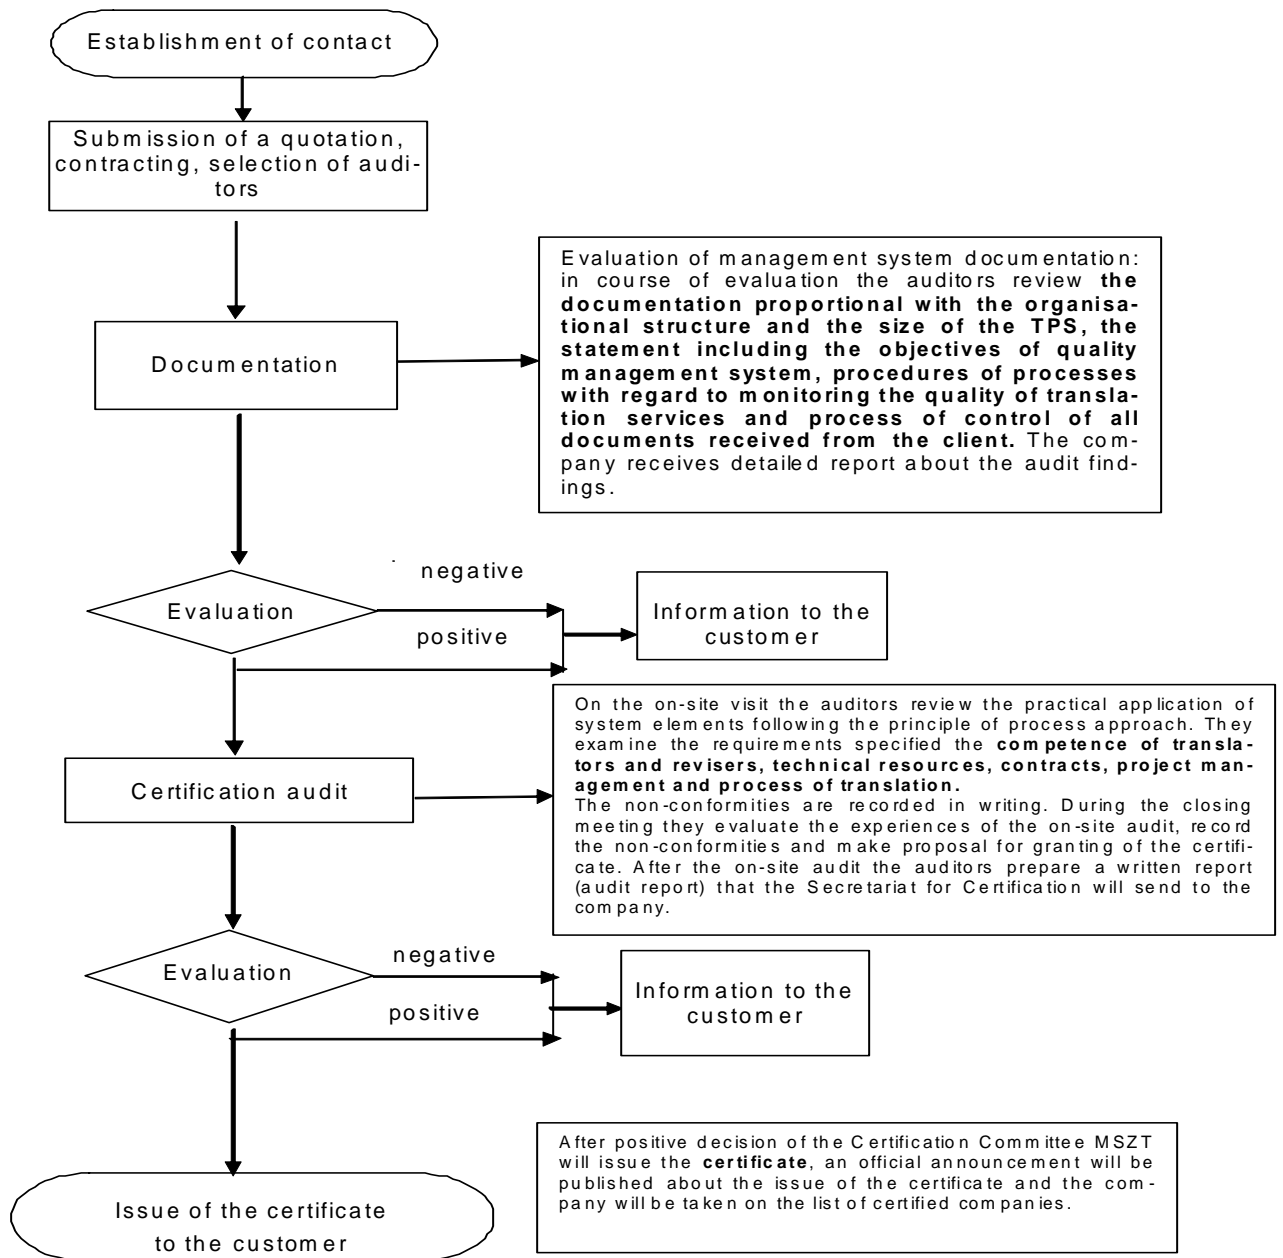 Establishment of contact
Submission of a quotation,
contracting, selection of audi-
tors
Evaluation of management system documentation:
in course of evaluation the auditors review the
documentation proportional with the organisa-
tional structure and the size of the TPS, the
statement including the objectives of quality
management system, procedures of processes
with regard to monitoring the quality of transla-
tion services and process of control of all
documents received from the client. The com-
pany receives detailed report about the audit find-
ings.
Documentation
negative
Evaluation
positive
Information to the
customer
On the on-site visit the auditors review the practical application of
system elements following the principle of process approach. They
examine the requirements specified the competence of transla-
tors and revisers, technical resources, contracts, project man-
agement and process of translation.
The non-conformities are recorded in writing. During the closing
meeting they evaluate the experiences of the on-site audit, record
the non-conformities and make proposal for granting of the certifi-
cate. After the on-site audit the auditors prepare a written report
(audit report) that the Secretariat for Certification will send to the
company.
Certification audit
negative
Evaluation
positive
Information to the
customer
After positive decision of the Certification Committee MSZT
will issue the certificate, an official announcement will be
published about the issue of the certificate and the com-
pany will be taken on the list of certified companies.
Issue of the certificate
to the customer